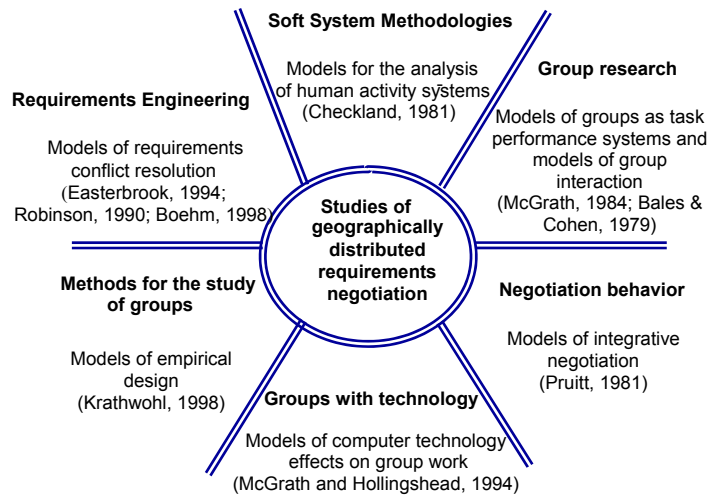 Soft System Methodologies
Models for the analysis
of human activity systems
(Checkland, 1981)
Group research
Models of groups as task
performance systems and
models of group
interaction
(McGrath, 1984; Bales &
Cohen, 1979)
Requirements Engineering
Models of requirements
conflict resolution
(Easterbrook, 1994;
Robinson, 1990; Boehm, 1998)
Studies of
geographically
distributed
requirements
negotiation
Methods for the study
of groups
Models of empirical
design
(Krathwohl, 1998)
Negotiation behavior
Models of integrative
negotiation
(Pruitt, 1981)
Groups with technology
Models of computer technology
effects on group work
(McGrath and Hollingshead, 1994)